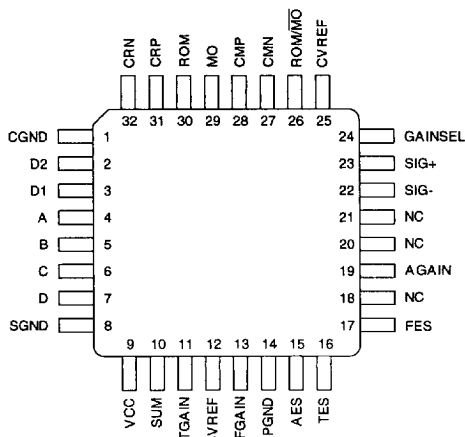 CRN
CRP
ROM
MO
CMP
CMN
ROM/M̅O̅
CVREF
32
31
30
29
28
27
26
25
CGND 1
D2 2
D1 3
A 4
B 5
C 6
D 7
SGND 8
24 GAINSEL
23 SIG+
22 SIG-
21 NC
20 NC
19 AGAIN
18 NC
17 FES
9
10
11
12
13
14
15
16
VCC
SUM
TGAIN
VREF
FGAIN
PGND
AES
TES